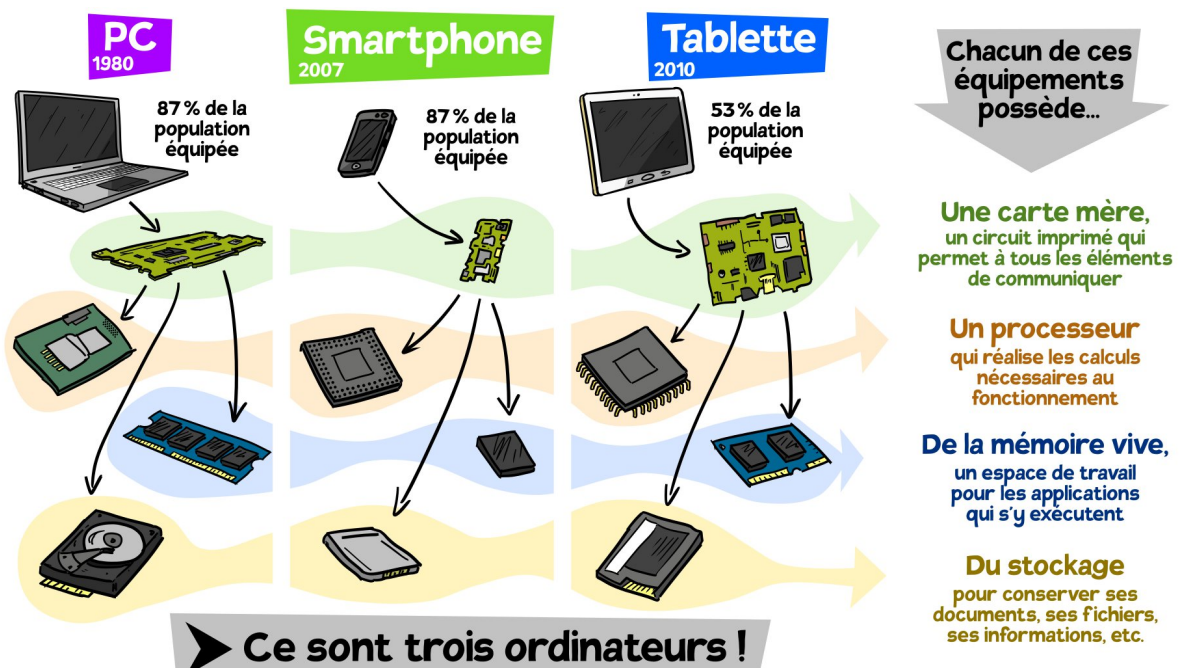 PC
1980
87 % de la
population
équipée
Smartphone
2007
87 % de la
population
équipée
Tablette
2010
53 % de la
population
équipée
Chacun de ces
équipements
possède...
Une carte mère,
un circuit imprimé qui
permet à tous les éléments
de communiquer
Un processeur
qui réalise les calculs
nécessaires au
fonctionnement
De la mémoire vive,
un espace de travail
pour les applications
qui s'y exécutent
Du stockage
pour conserver ses
documents, ses fichiers,
ses informations, etc.
Ce sont trois ordinateurs !